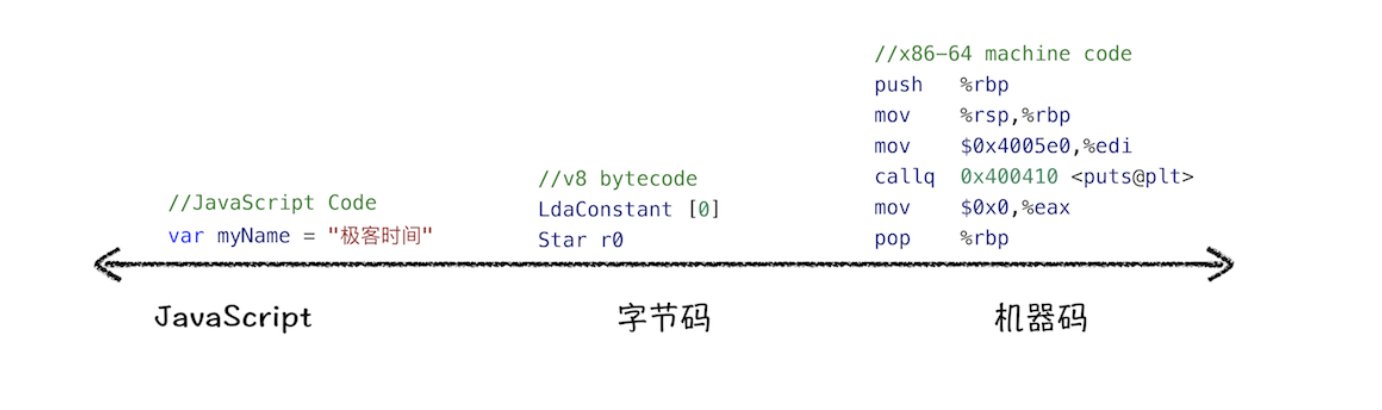 //JavaScript Code
var myName = "极客时间"
//v8 bytecode
LdaConstant [0]
Star r0
//x86-64 machine code
push %rbp
mov %rsp,%rbp
mov $0x4005e0,%edi
callq 0x400410 <puts@plt>
mov $0x0,%eax
pop %rbp
JavaScript
字节码
机器码